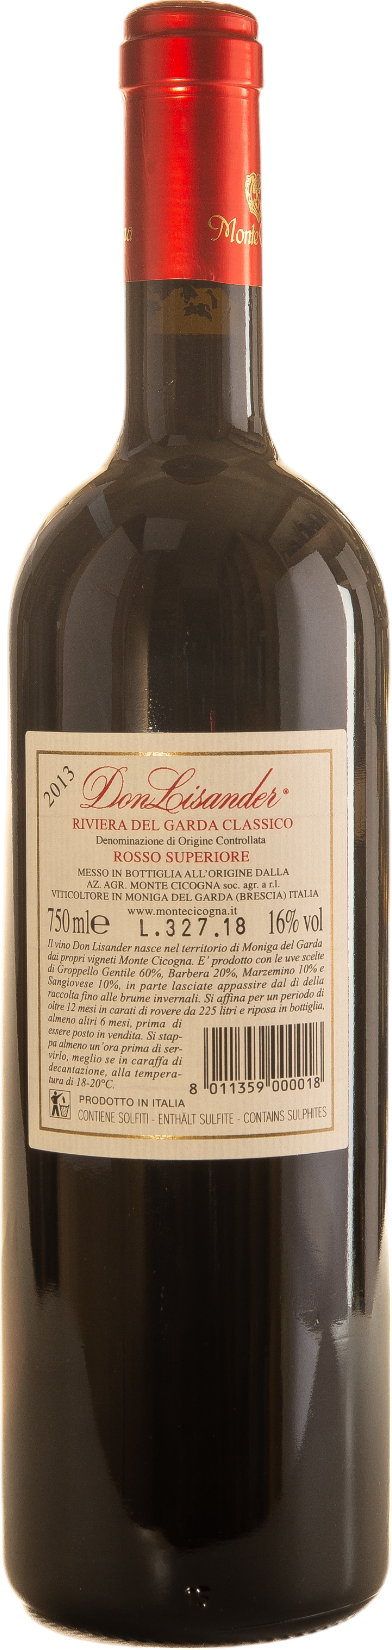 Monte
2013
Don Lisander®
RIVIERA DEL GARDA CLASSICO
Denominazione di Origine Controllata
ROSSO SUPERIORE
MESSO IN BOTTIGLIA ALL'ORIGINE DALLA
AZ. AGR. MONTE CICOGNA soc. agr. a r.l.
VITICOLTORE IN MONIGA DEL GARDA (BRESCIA) ITALIA
www.montecicogna.it
750 ml e L.327.18 16% vol
Il vino Don Lisander nasce nel territorio di Moniga del Garda
dai propri vigneti Monte Cicogna. E' prodotto con le uve scelte
di Groppello Gentile 60%, Barbera 20%, Marzemino 10% e
Sangiovese 10%, in parte lasciate appassire dal dì della
raccolta fino alle brume invernali. Si affina per un periodo di
oltre 12 mesi in carati di rovere da 225 litri e riposa in bottiglia,
almeno altri 6 mesi, prima di
essere posto in vendita. Si stap-
pa almeno un'ora prima di ser-
virlo, meglio se in caraffa di
decantazione, alla tempera-
tura di 18-20°C.
8 011359 000018
PRODOTTO IN ITALIA
CONTIENE SOLFITI - ENTHÄLT SULFITE - CONTAINS SULPHITES